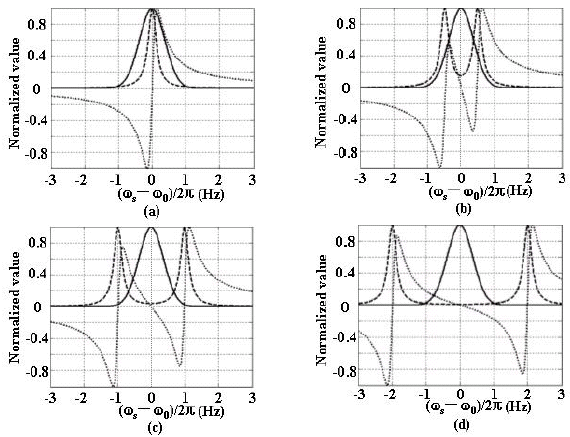 Normalized value
0.8
0.4
0
-0.4
-0.8
-3 -2 -1 0 1 2 3
(ωs—ω0)/2π (Hz)
(a)
Normalized value
0.8
0.4
0
-0.4
-0.8
-3 -2 -1 0 1 2 3
(ωs—ω0)/2π (Hz)
(b)
Normalized value
0.8
0.4
0
-0.4
-0.8
-3 -2 -1 0 1 2 3
(ωs—ω0)/2π (Hz)
(c)
Normalized value
0.8
0.4
0
-0.4
-0.8
-3 -2 -1 0 1 2 3
(ωs—ω0)/2π (Hz)
(d)